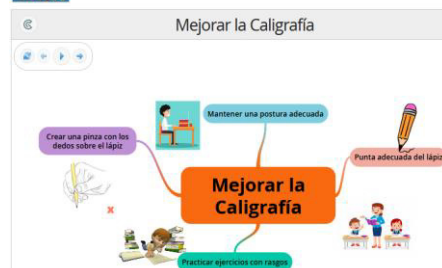 Mejorar la Caligrafía
Mantener una postura adecuada
Crear una pinza con los
dedos sobre el lápiz
Punta adecuada del lápiz
Mejorar la
Caligrafía
Practicar ejercicios con rasgos